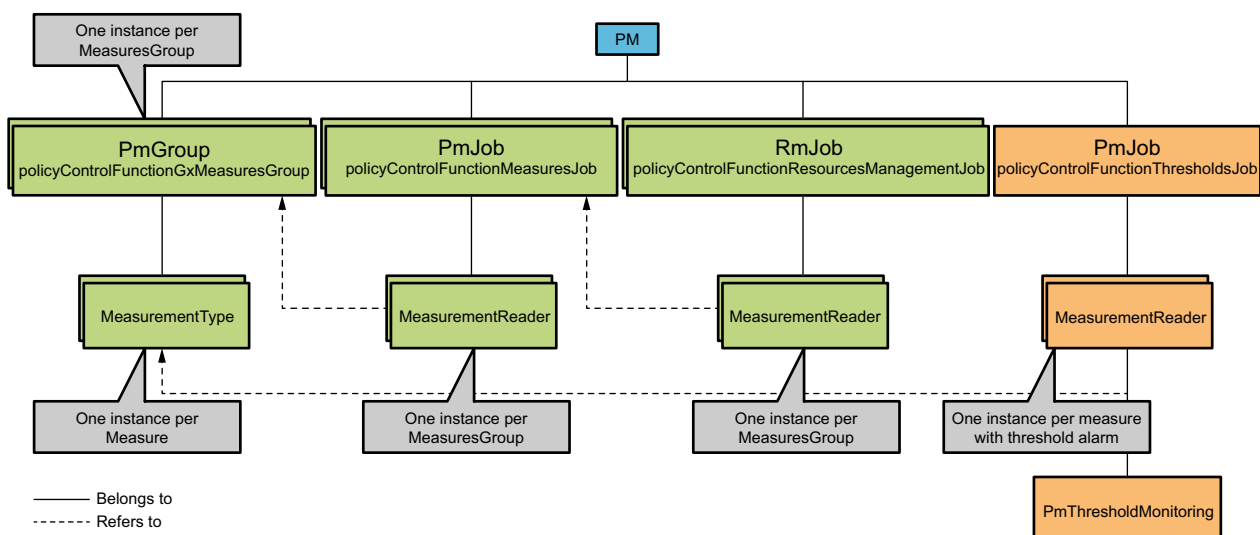 One instance per
MeasuresGroup
PM
PmGroup
policyControlFunctionGxMeasuresGroup
PmJob
policyControlFunctionMeasuresJob
RmJob
policyControlFunctionResourcesManagementJob
PmJob
policyControlFunctionThresholdsJob
MeasurementType
MeasurementReader
MeasurementReader
MeasurementReader
One instance per
Measure
One instance per
MeasuresGroup
One instance per
MeasuresGroup
One instance per measure
with threshold alarm
Belongs to
Refers to
PmThresholdMonitoring